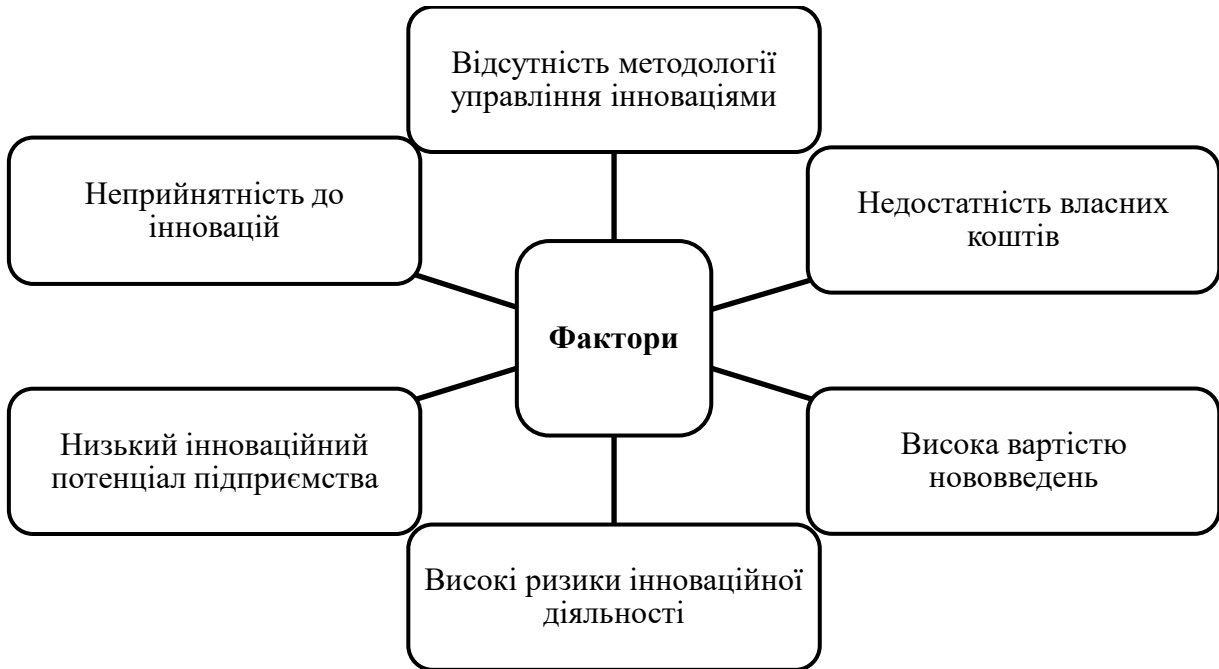 Відсутність методології
управління інноваціями
Неприйнятність до
інновацій
Недостатність власних
коштів
Фактори
Низький інноваційний
потенціал підприємства
Висока вартістю
нововведень
Високі ризики інноваційної
діяльності